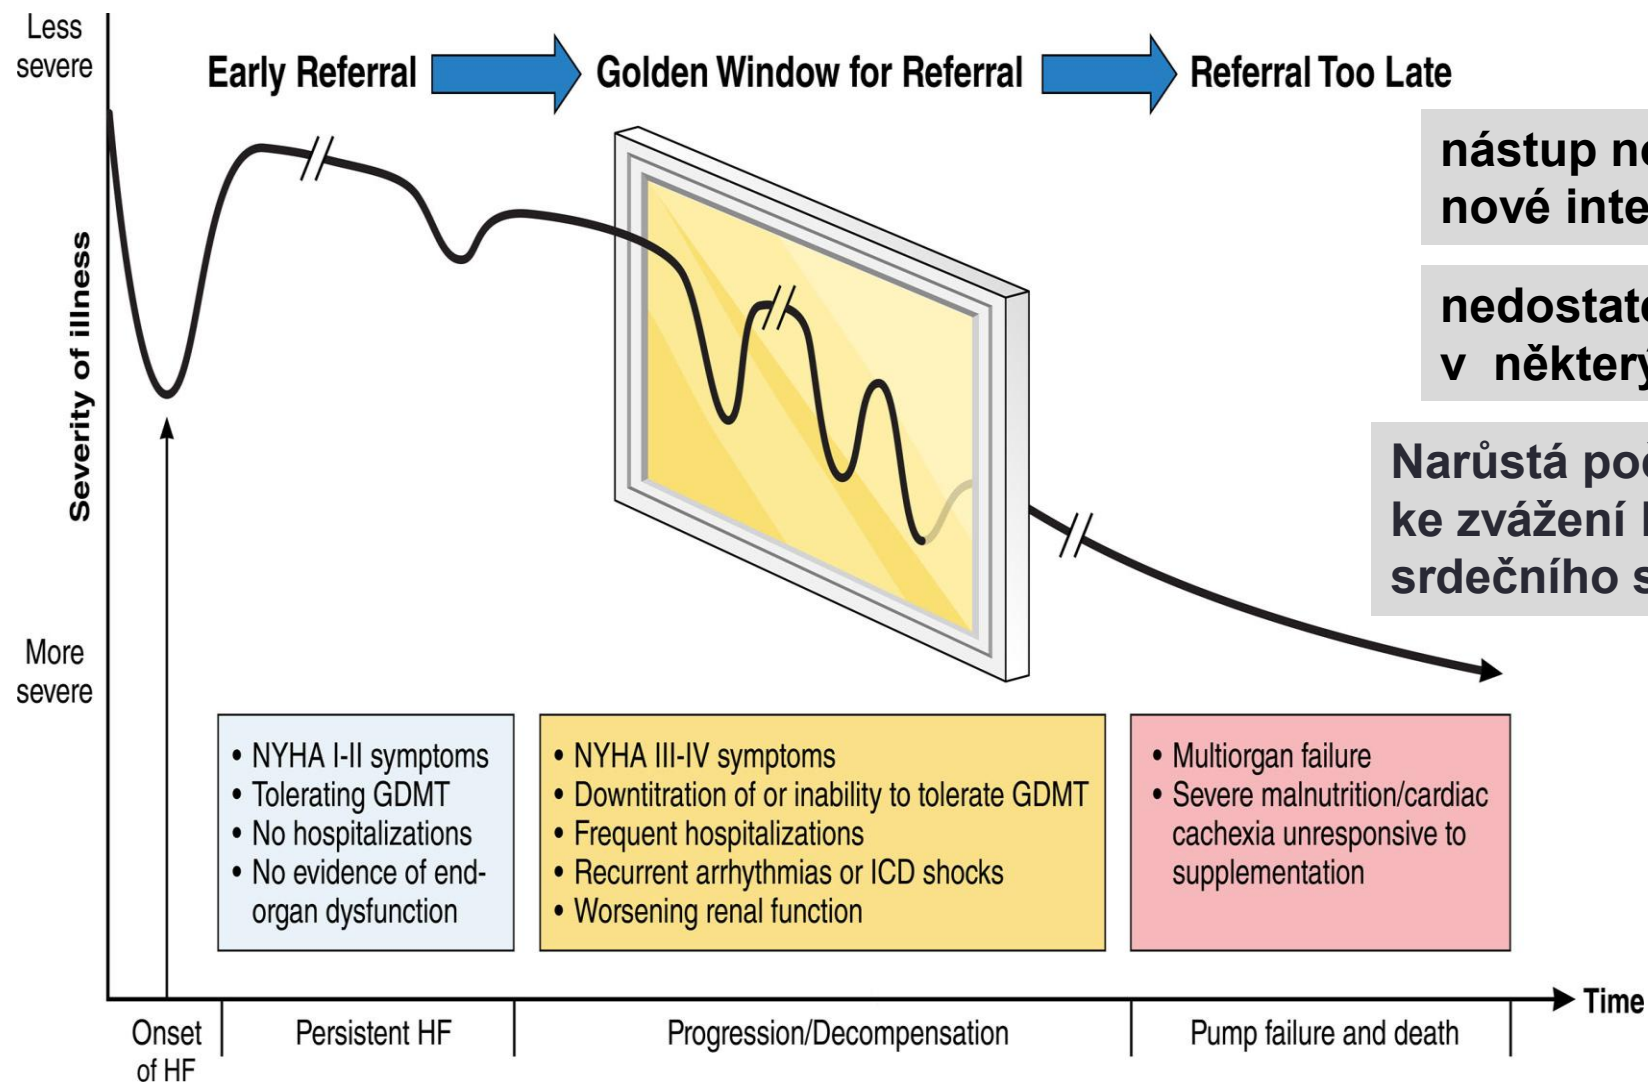 Less
severe
Early Referral
Golden Window for Referral
Referral Too Late
nástup
nové
v
Narůstá
ke zvážení
srdečního
Severity of illness
More
severe
• NYHA I-II symptoms
• Tolerating GDMT
• No hospitalizations
• No evidence of end-
organ dysfunction
• NYHA III-IV symptoms
• Downtitration of or inability to tolerate GDMT
• Frequent hospitalizations
• Recurrent arrhythmias or ICD shocks
• Worsening renal function
• Multiorgan failure
• Severe malnutrition/cardiac
cachexia unresponsive to
supplementation
Time
Onset
of HF
Persistent HF
Progression/Decompensation
Pump failure and death